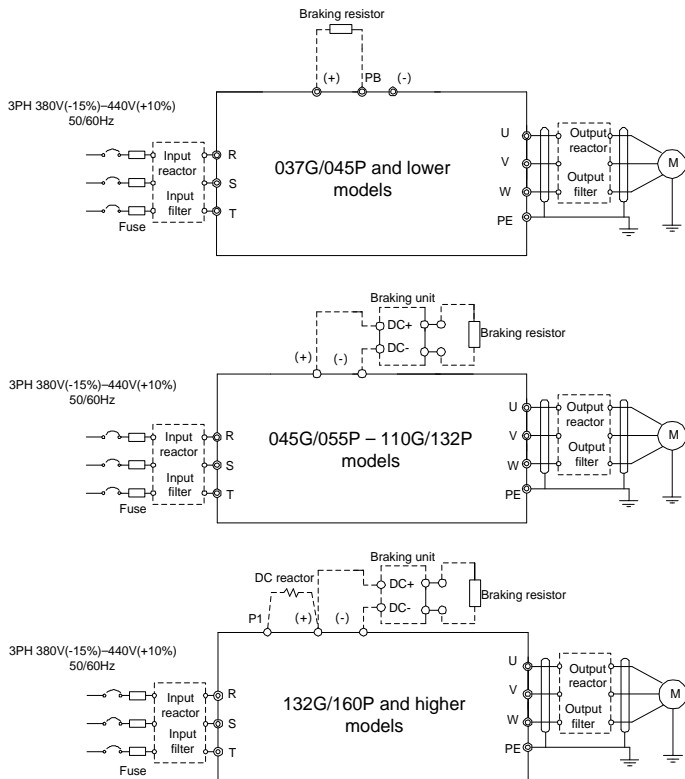 Braking resistor
(+) PB (-)
3PH 380V(-15%)–440V(+10%)
50/60Hz
Input
reactor
Input
filter
Fuse
R
S
T
037G/045P and lower
models
U
V
W
PE
Output
reactor
Output
filter
M
Braking unit
DC+
DC-
Braking resistor
(+) (-)
3PH 380V(-15%)–440V(+10%)
50/60Hz
Input
reactor
Input
filter
Fuse
R
S
T
045G/055P – 110G/132P
models
U
V
W
PE
Output
reactor
Output
filter
M
Braking unit
DC reactor
DC+
DC-
Braking resistor
P1 (+) (-)
3PH 380V(-15%)–440V(+10%)
50/60Hz
Input
reactor
Input
filter
Fuse
R
S
T
132G/160P and higher
models
U
V
W
PE
Output
reactor
Output
filter
M